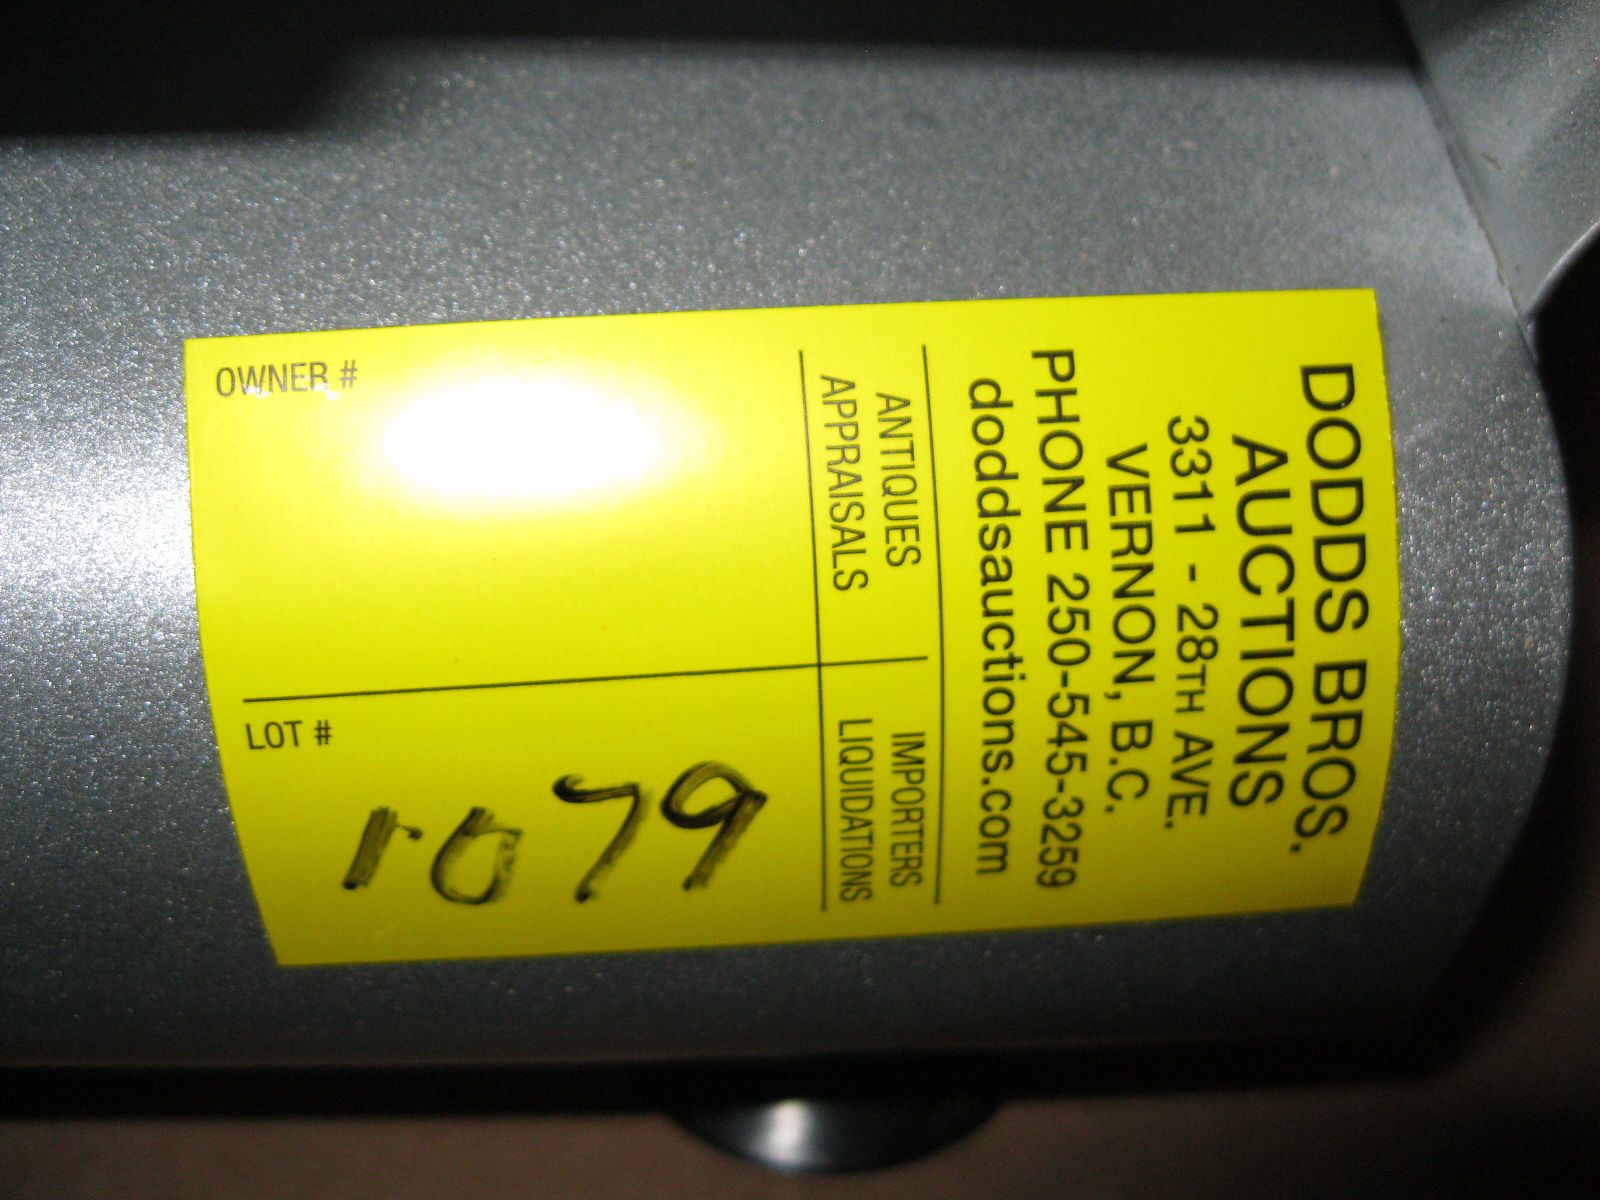 DODDS BROS.
AUCTIONS
3311 - 28TH AVE.
VERNON, B.C.
PHONE 250-545-3259
doddsauctions.com
ANTIQUES
APPRAISALS
IMPORTERS
LIQUIDATIONS
OWNER #
LOT #
1079